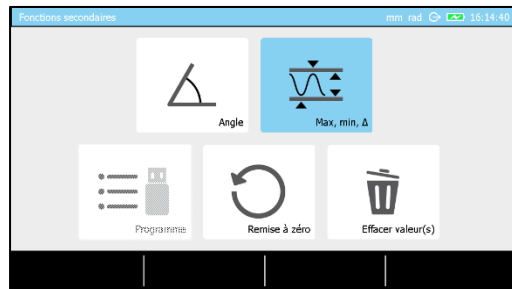 Fonctions secondaires mm rad 16:14:40
Angle Max, min, Δ
Programme Remise à zéro Effacer valeur(s)